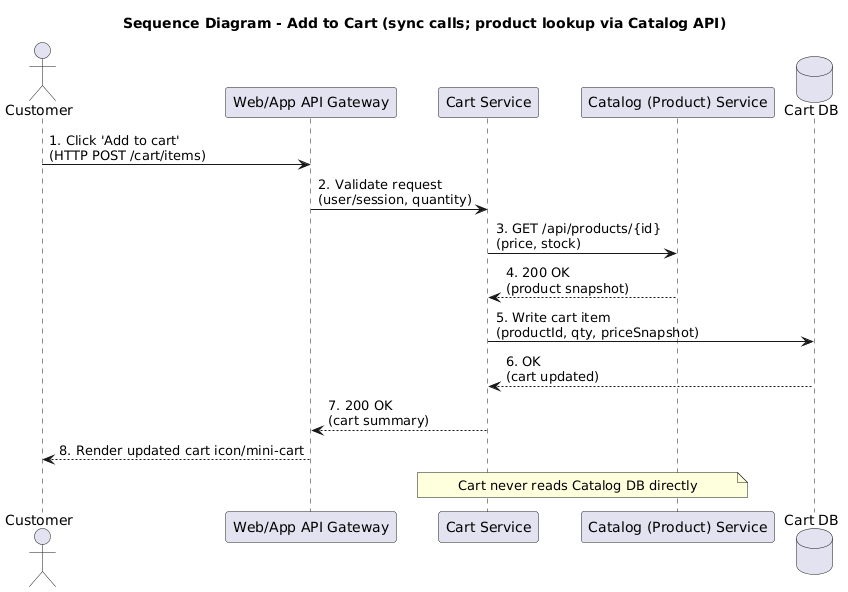 Sequence Diagram - Add to Cart (sync calls; product lookup via Catalog API)
Customer
Web/App API Gateway
Cart Service
Catalog (Product) Service
Cart DB
1. Click 'Add to cart'
(HTTP POST /cart/items)
2. Validate request
(user/session, quantity)
3. GET /api/products/{id}
(price, stock)
4. 200 OK
(product snapshot)
5. Write cart item
(productId, qty, priceSnapshot)
6. OK
(cart updated)
7. 200 OK
(cart summary)
8. Render updated cart icon/mini-cart
Cart never reads Catalog DB directly
Customer
Web/App API Gateway
Cart Service
Catalog (Product) Service
Cart DB